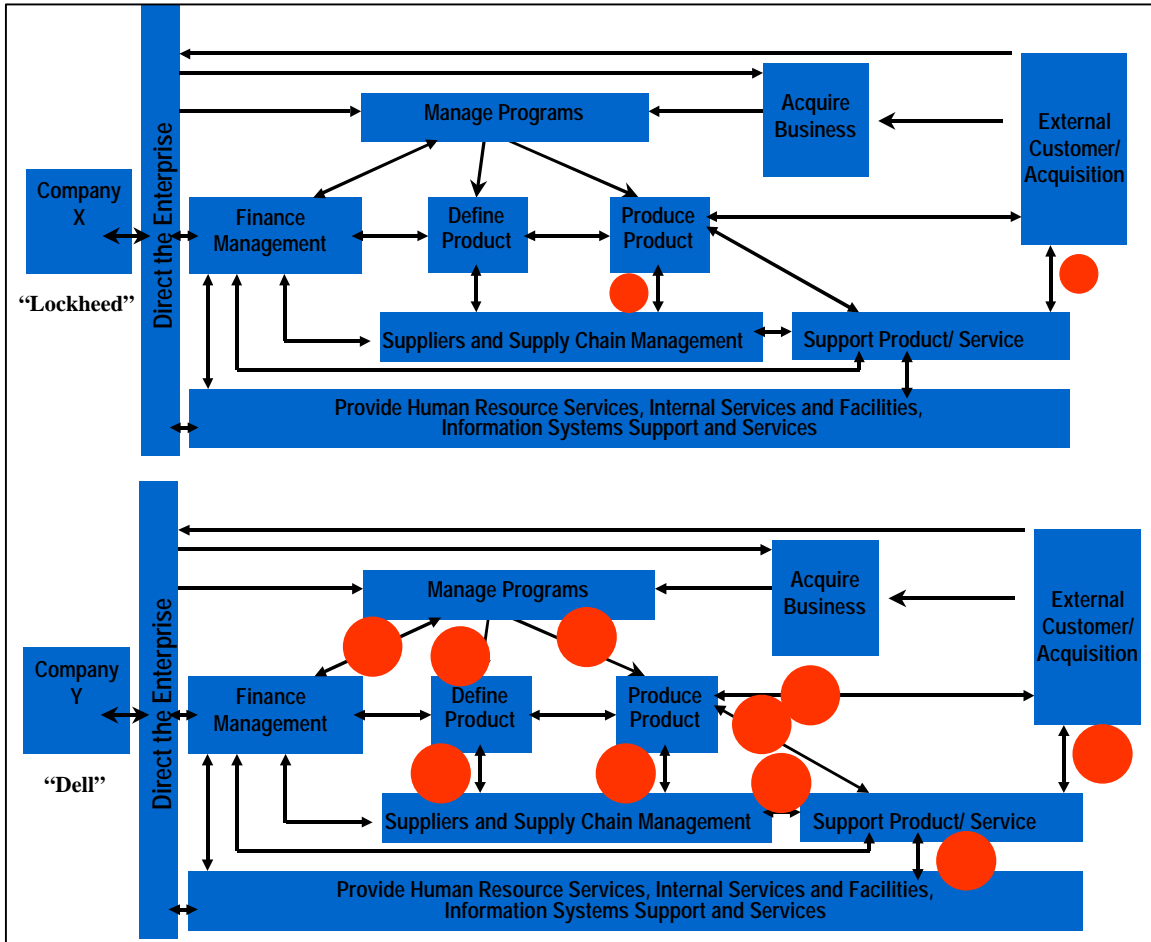 Manage Programs
Acquire
Business
External
Customer/
Acquisition
Company
X
“Lockheed”
Direct the Enterprise
Finance
Management
Define
Product
Produce
Product
Suppliers and Supply Chain Management
Support Product/ Service
Provide Human Resource Services, Internal Services and Facilities,
Information Systems Support and Services
Manage Programs
Acquire
Business
External
Customer/
Acquisition
Company
Y
“Dell”
Direct the Enterprise
Finance
Management
Define
Product
Produce
Product
Suppliers and Supply Chain Management
Support Product/ Service
Provide Human Resource Services, Internal Services and Facilities,
Information Systems Support and Services